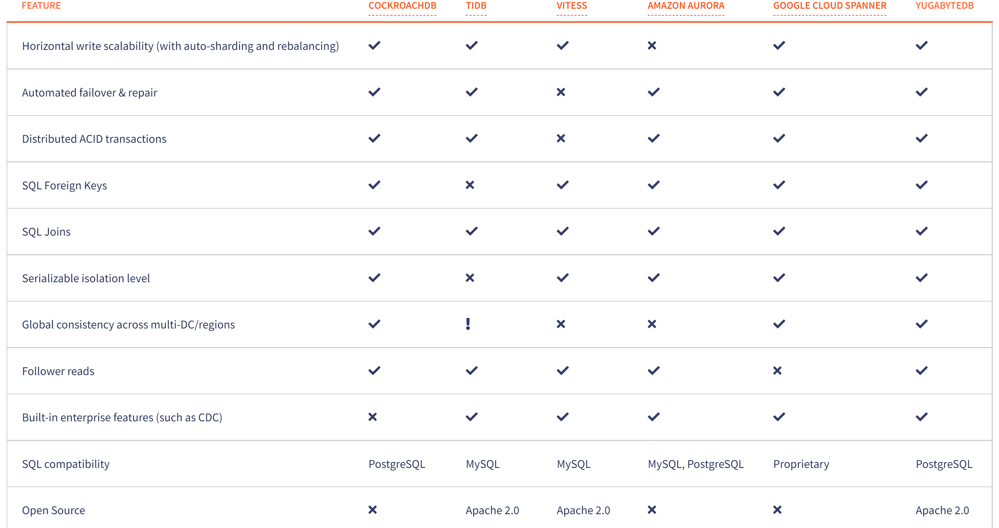 FEATURE COCKROACHDB TIDB VITESS AMAZON AURORA GOOGLE CLOUD SPANNER YUGABYTEDB
Horizontal write scalability (with auto-sharding and rebalancing) ✓ ✓ ✓ ✗ ✓ ✓
Automated failover & repair ✓ ✓ ✗ ✓ ✓ ✓
Distributed ACID transactions ✓ ✓ ✗ ✓ ✓ ✓
SQL Foreign Keys ✓ ✗ ✓ ✓ ✓ ✓
SQL Joins ✓ ✓ ✓ ✓ ✓ ✓
Serializable isolation level ✓ ✗ ✓ ✓ ✓ ✓
Global consistency across multi-DC/regions ✓ ! ✗ ✗ ✓ ✓
Follower reads ✓ ✓ ✓ ✓ ✗ ✓
Built-in enterprise features (such as CDC) ✗ ✓ ✓ ✓ ✓ ✓
SQL compatibility PostgreSQL MySQL MySQL MySQL, PostgreSQL Proprietary PostgreSQL
Open Source ✗ Apache 2.0 Apache 2.0 ✗ ✗ Apache 2.0